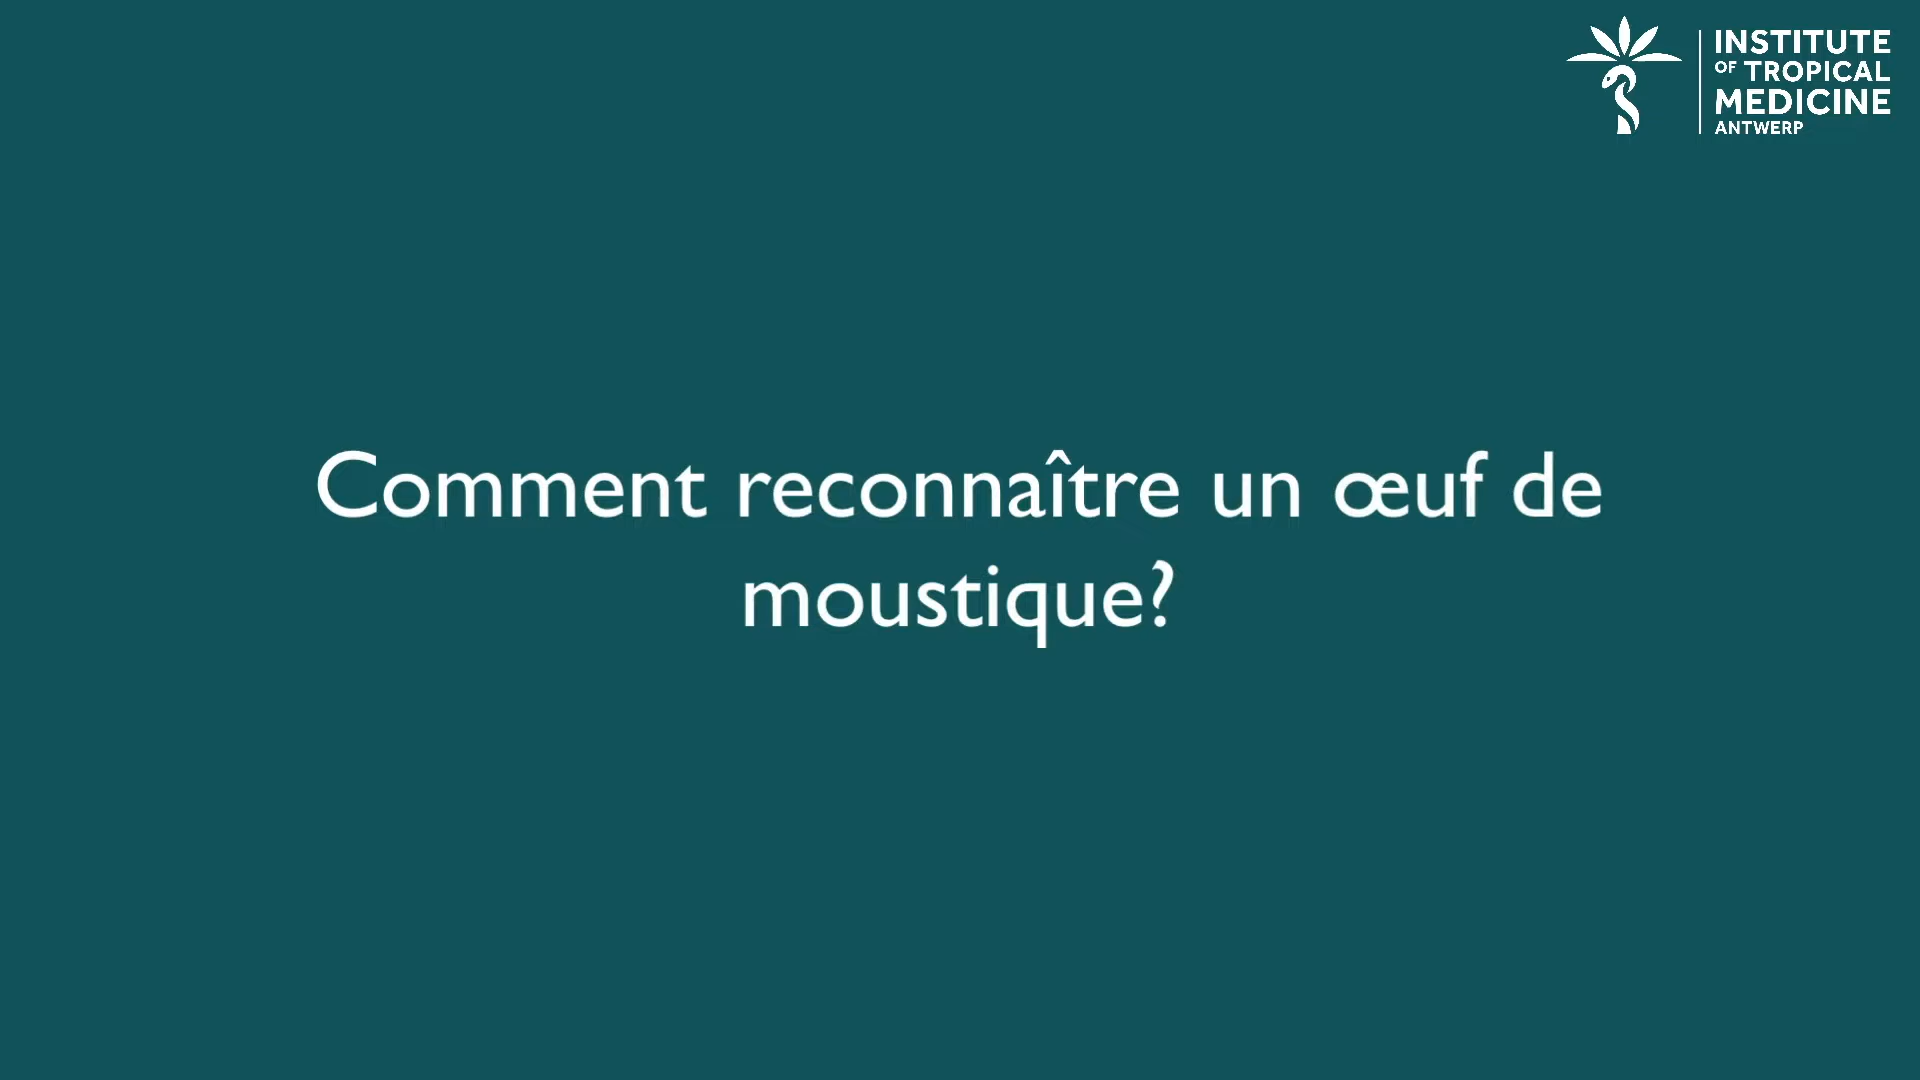 INSTITUTE
OF TROPICAL
MEDICINE
ANTWERP
Comment reconnaître un œuf de
moustique?